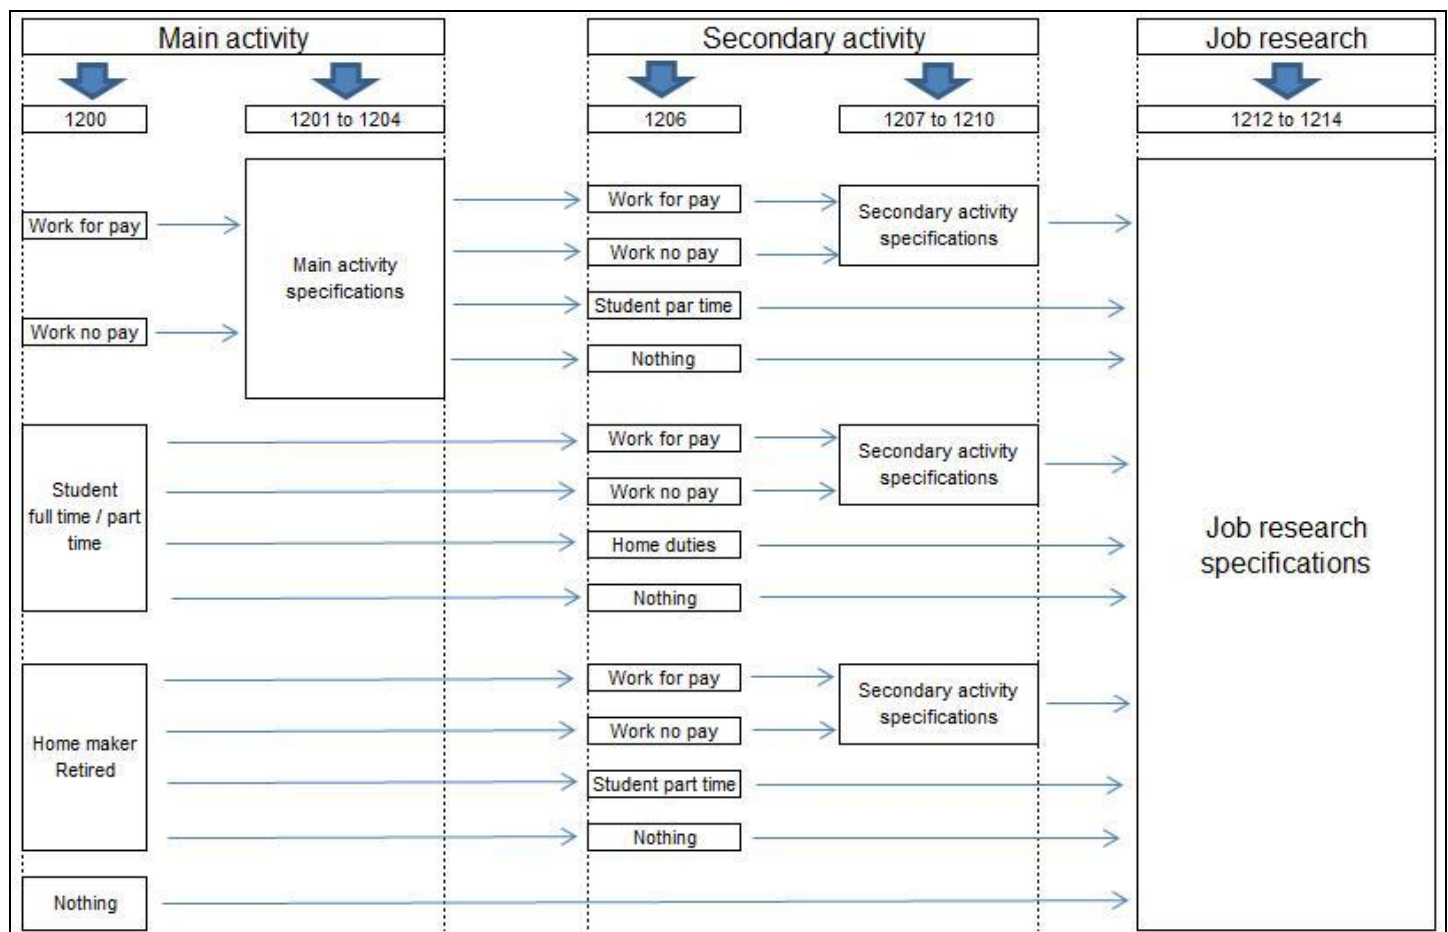 Main activity
Secondary activity
Job research
1200
1201 to 1204
1206
1207 to 1210
1212 to 1214
Work for pay
Work no pay
Main activity
specifications
Work for pay
Work no pay
Student par time
Nothing
Secondary activity
specifications
Student
full time / part
time
Work for pay
Work no pay
Home duties
Nothing
Secondary activity
specifications
Job research
specifications
Home maker
Retired
Work for pay
Work no pay
Student part time
Nothing
Secondary activity
specifications
Nothing